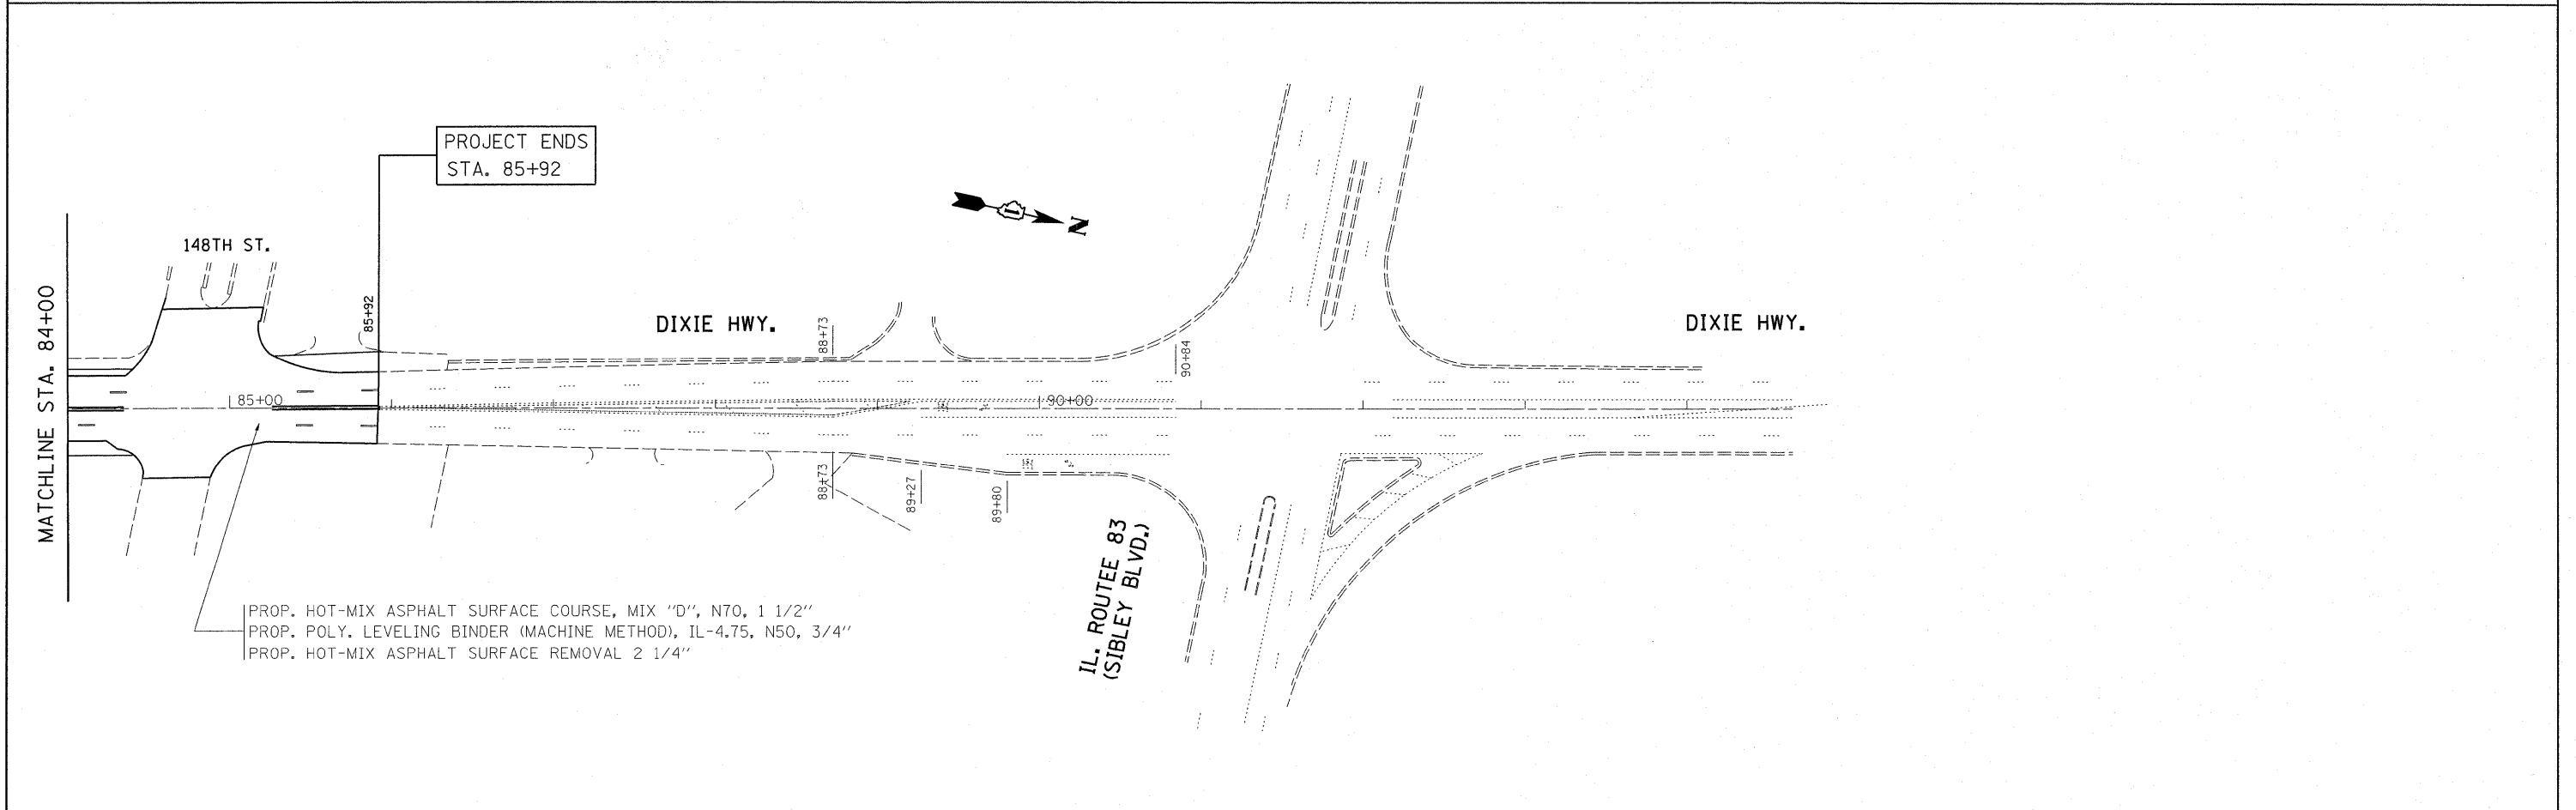 PROJECT ENDS
STA. 85+92
148TH ST.
MATCHLINE STA. 84+00
85+92
DIXIE HWY.
88+73
N
90+84
DIXIE HWY.
85+00
90+00
88+73
89+27
89+80
IL. ROUTEE 83
(SIBLEY BLVD.)
PROP. HOT-MIX ASPHALT SURFACE COURSE, MIX "D", N70, 1 1/2"
PROP. POLY. LEVELING BINDER (MACHINE METHOD), IL-4.75, N50, 3/4"
PROP. HOT-MIX ASPHALT SURFACE REMOVAL 2 1/4"